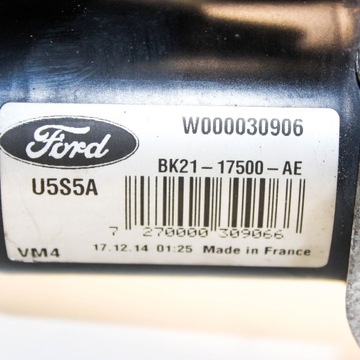 W000030906
Ford
BK21-17500-AE
U5S5A
7 270000 309066
VM4
17.12.14 01:25 Made in France